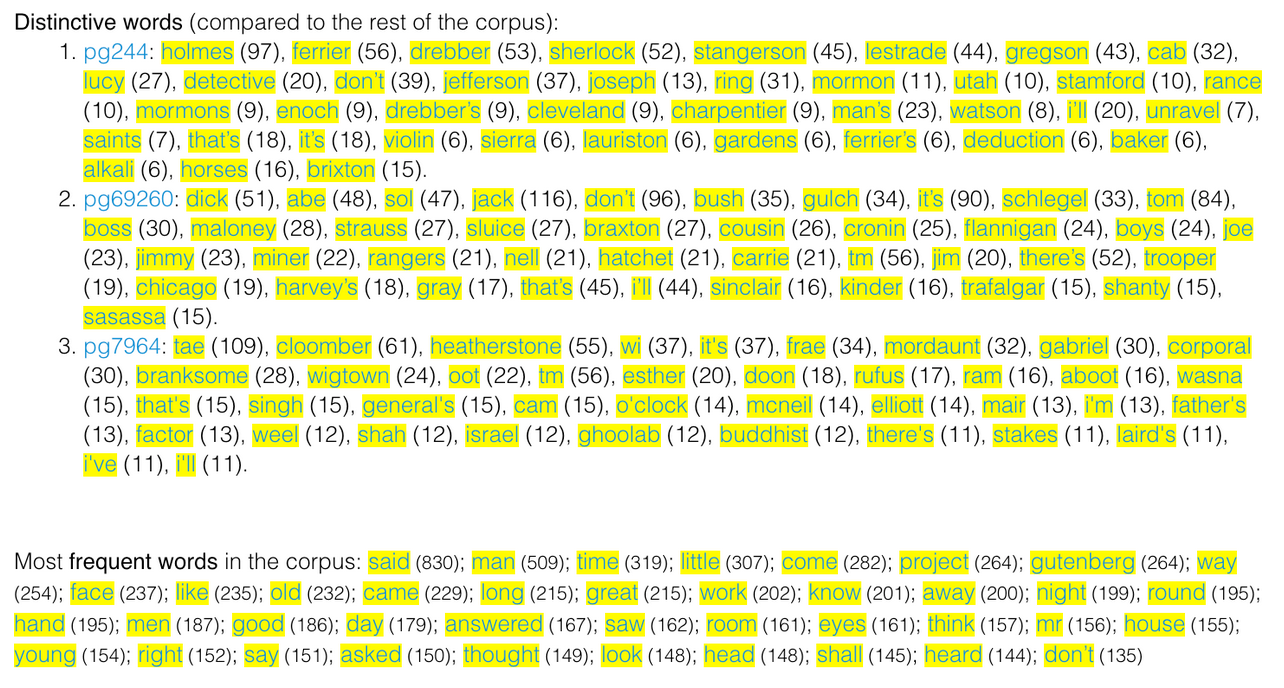 Distinctive words (compared to the rest of the corpus):
1. pg244: holmes (97), ferrier (56), drebber (53), sherlock (52), stangerson (45), lestrade (44), gregson (43), cab (32),
lucy (27), detective (20), don’t (39), jefferson (37), joseph (13), ring (31), mormon (11), utah (10), stamford (10), rance
(10), mormons (9), enoch (9), drebber’s (9), cleveland (9), charpentier (9), man’s (23), watson (8), i’ll (20), unravel (7),
saints (7), that’s (18), it’s (18), violin (6), sierra (6), lauriston (6), gardens (6), ferrier’s (6), deduction (6), baker (6),
alkali (6), horses (16), brixton (15).
2. pg69260: dick (51), abe (48), sol (47), jack (116), don’t (96), bush (35), gulch (34), it’s (90), schlegel (33), tom (84),
boss (30), maloney (28), strauss (27), sluice (27), braxton (27), cousin (26), cronin (25), flannigan (24), boys (24), joe
(23), jimmy (23), miner (22), rangers (21), nell (21), hatchet (21), carrie (21), tm (56), jim (20), there’s (52), trooper
(19), chicago (19), harvey’s (18), gray (17), that’s (45), i’ll (44), sinclair (16), kinder (16), trafalgar (15), shanty (15),
sasassa (15).
3. pg7964: tae (109), cloomber (61), heatherstone (55), wi (37), it's (37), frae (34), mordaunt (32), gabriel (30), corporal
(30), branksome (28), wigtown (24), oot (22), tm (56), esther (20), doon (18), rufus (17), ram (16), aboot (16), wasna
(15), that's (15), singh (15), general's (15), cam (15), o'clock (14), mcneil (14), elliott (14), mair (13), i'm (13), father's
(13), factor (13), weel (12), shah (12), israel (12), ghoolab (12), buddhist (12), there's (11), stakes (11), laird's (11),
i've (11), i'll (11).
Most frequent words in the corpus: said (830); man (509); time (319); little (307); come (282); project (264); gutenberg (264); way
(254); face (237); like (235); old (232); came (229); long (215); great (215); work (202); know (201); away (200); night (199); round (195);
hand (195); men (187); good (186); day (179); answered (167); saw (162); room (161); eyes (161); think (157); mr (156); house (155);
young (154); right (152); say (151); asked (150); thought (149); look (148); head (148); shall (145); heard (144); don’t (135)